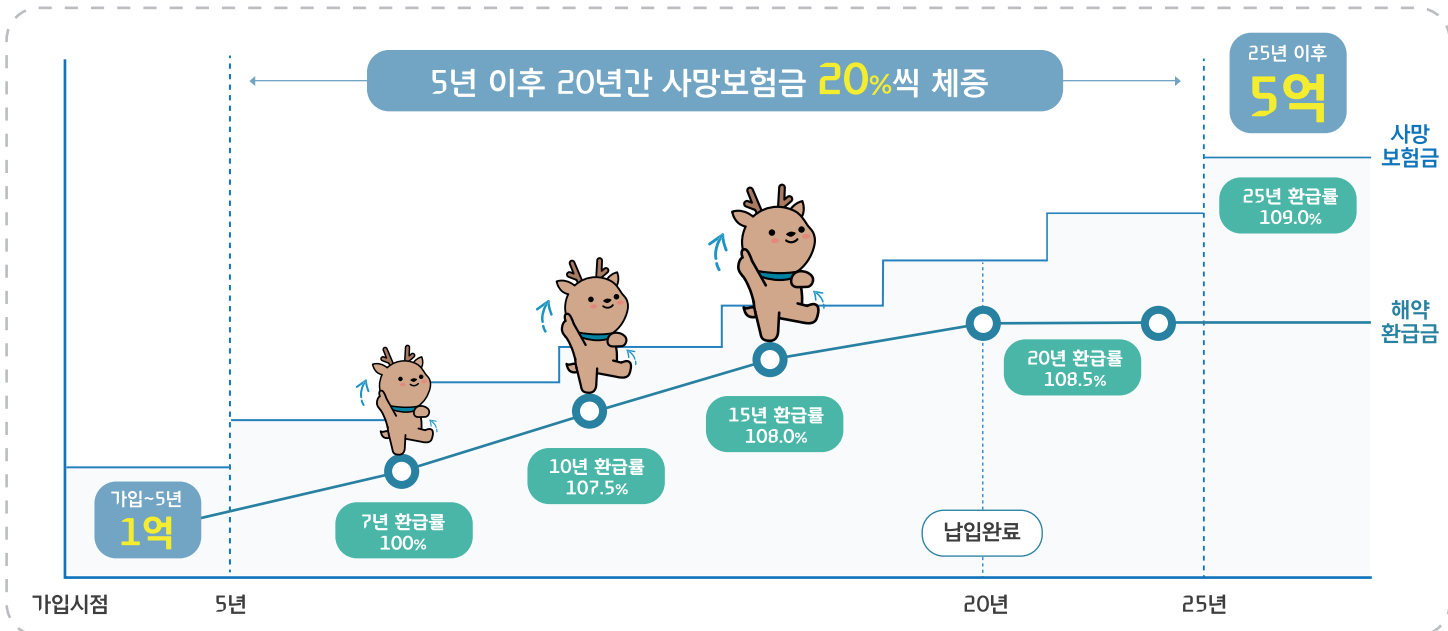 5년 이후 20년간 사망보험금 20%씩 체증
25년 이후
5억
사망
보험금
25년 환급률
109.0%
해약
환급금
20년 환급률
108.5%
15년 환급률
108.0%
10년 환급률
107.5%
가입~5년
1억
7년 환급률
100%
납입완료
가입시점
5년
20년
25년